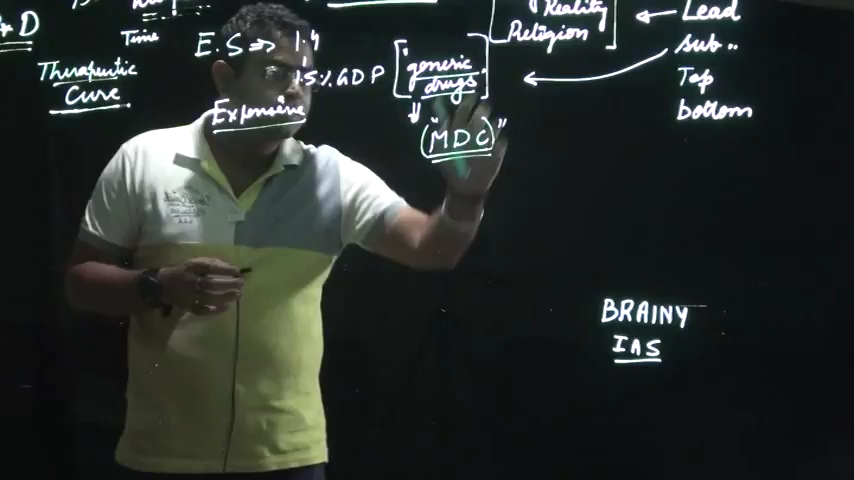 Reality
Religion
Lead
Sub ..
Top
bottom
D
Time
Therapeutic
Cure
E.S ⇒ 1.4
1.5% GDP
Expensive
["generic
drugs"]
⇓
("MDC")
BRAINY
IAS